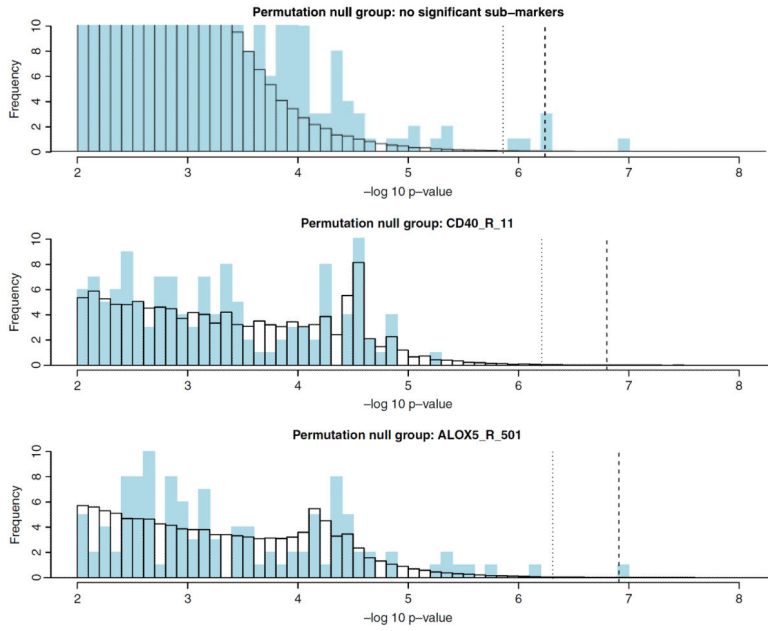 Permutation null group: no significant sub−markers
Frequency
10
8
6
4
2
0
2 3 4 5 6 7 8
−log 10 p−value
Permutation null group: CD40_R_11
Frequency
10
8
6
4
2
0
2 3 4 5 6 7 8
−log 10 p−value
Permutation null group: ALOX5_R_501
Frequency
10
8
6
4
2
0
2 3 4 5 6 7 8
−log 10 p−value